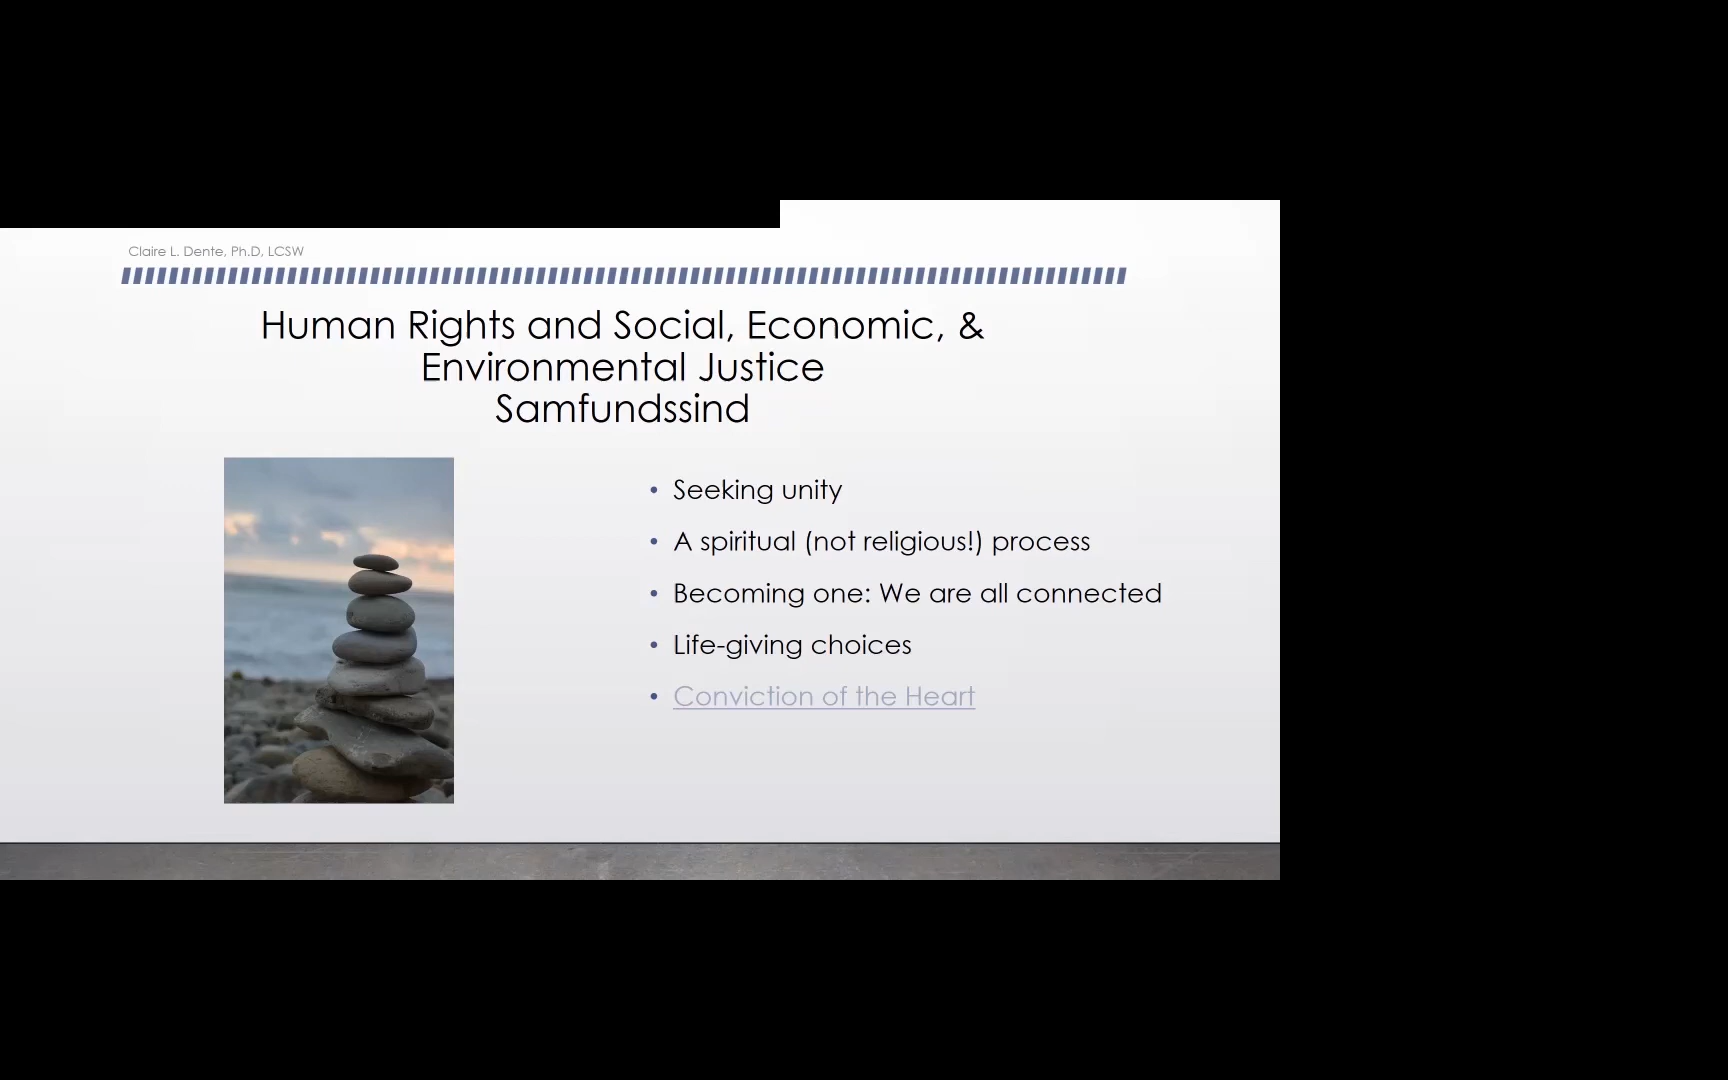 Claire L. Dente, Ph.D, LCSW
Human Rights and Social, Economic, &
Environmental Justice
Samfundssind
• Seeking unity
• A spiritual (not religious!) process
• Becoming one: We are all connected
• Life-giving choices
• Conviction of the Heart